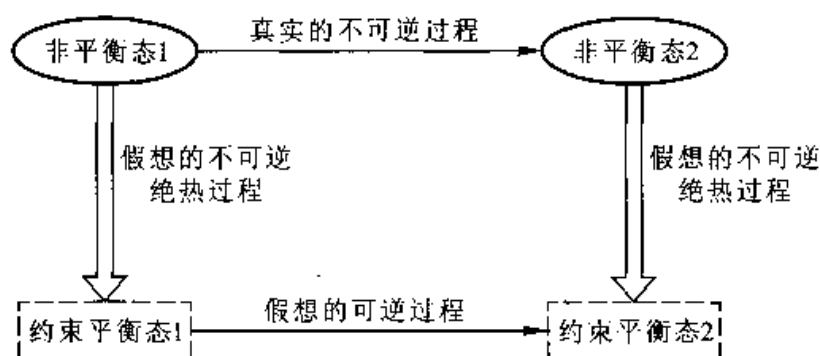 真实的不可逆过程
非平衡态1
非平衡态2
假想的不可逆
绝热过程
假想的不可逆
绝热过程
假想的可逆过程
约束平衡态1
约束平衡态2